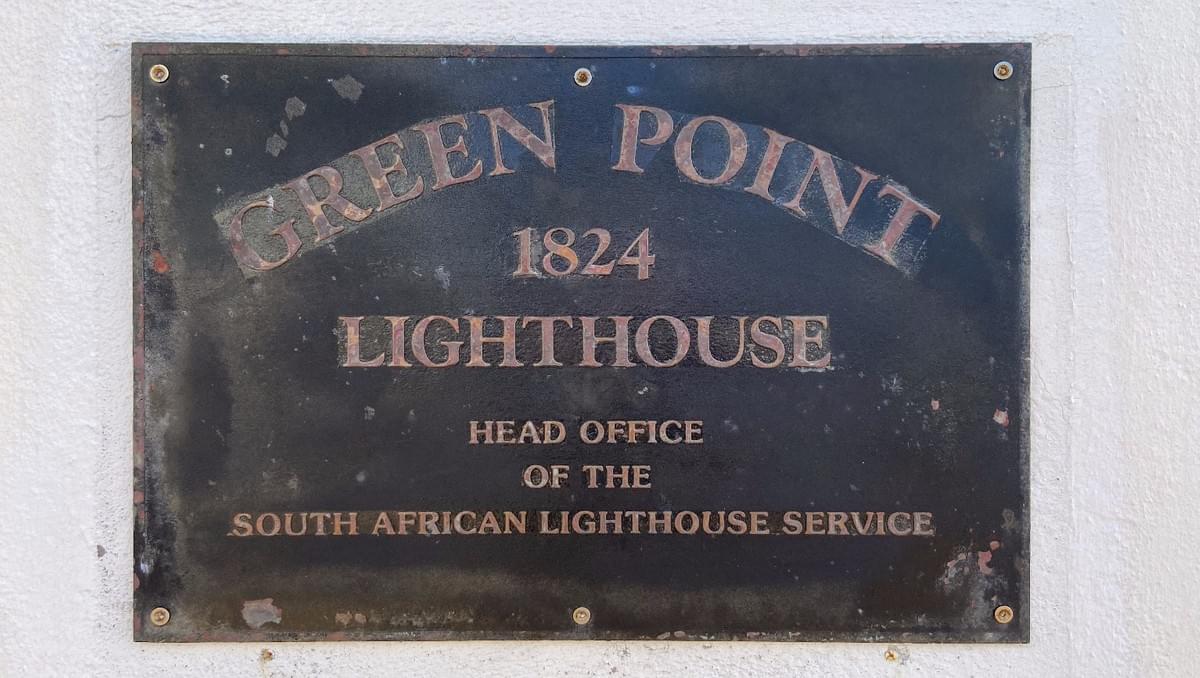 GREEN POINT
1824
LIGHTHOUSE
HEAD OFFICE
OF THE
SOUTH AFRICAN LIGHTHOUSE SERVICE